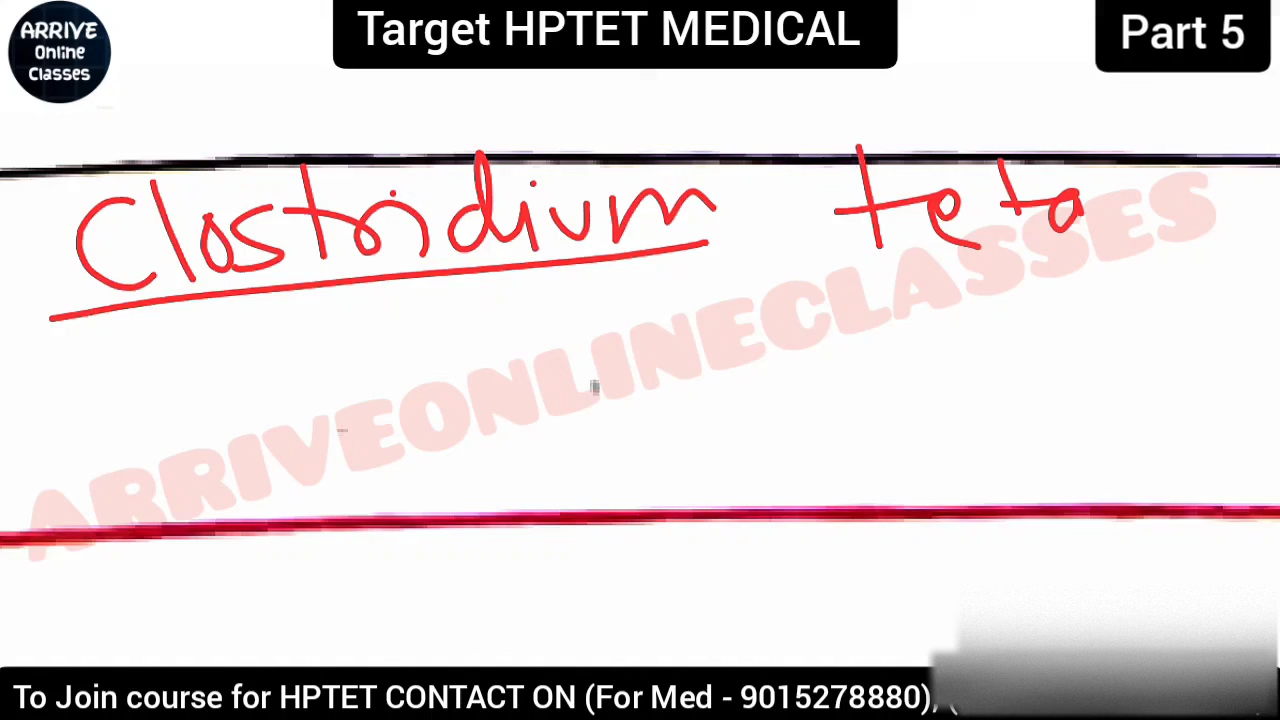 ARRIVE
Online
Classes
Target HPTET MEDICAL
Part 5
Clostridium teta
ARRIVEONLINECLASSES
To Join course for HPTET CONTACT ON (For Med - 9015278880), (